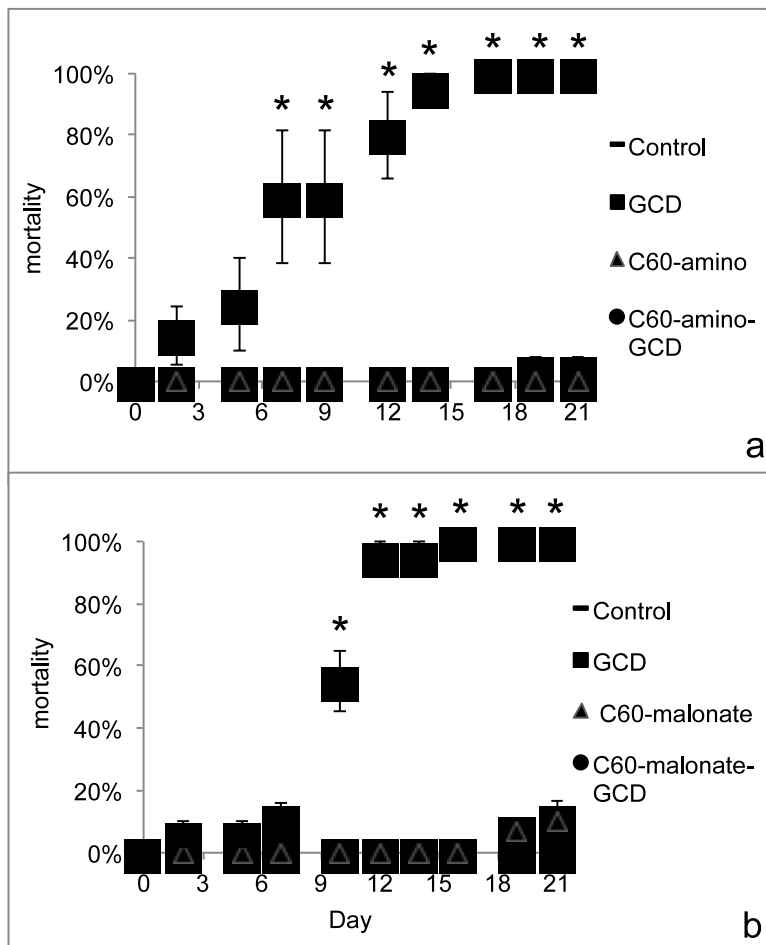 * * * * * * *
100%
80%
60%
40%
20%
0%
mortality
0 3 6 9 12 15 18 21
Control
GCD
C60-amino
C60-amino-
GCD
a
* * * * * *
100%
80%
60%
40%
20%
0%
mortality
0 3 6 9 12 15 18 21
Day
Control
GCD
C60-malonate
C60-malonate-
GCD
b